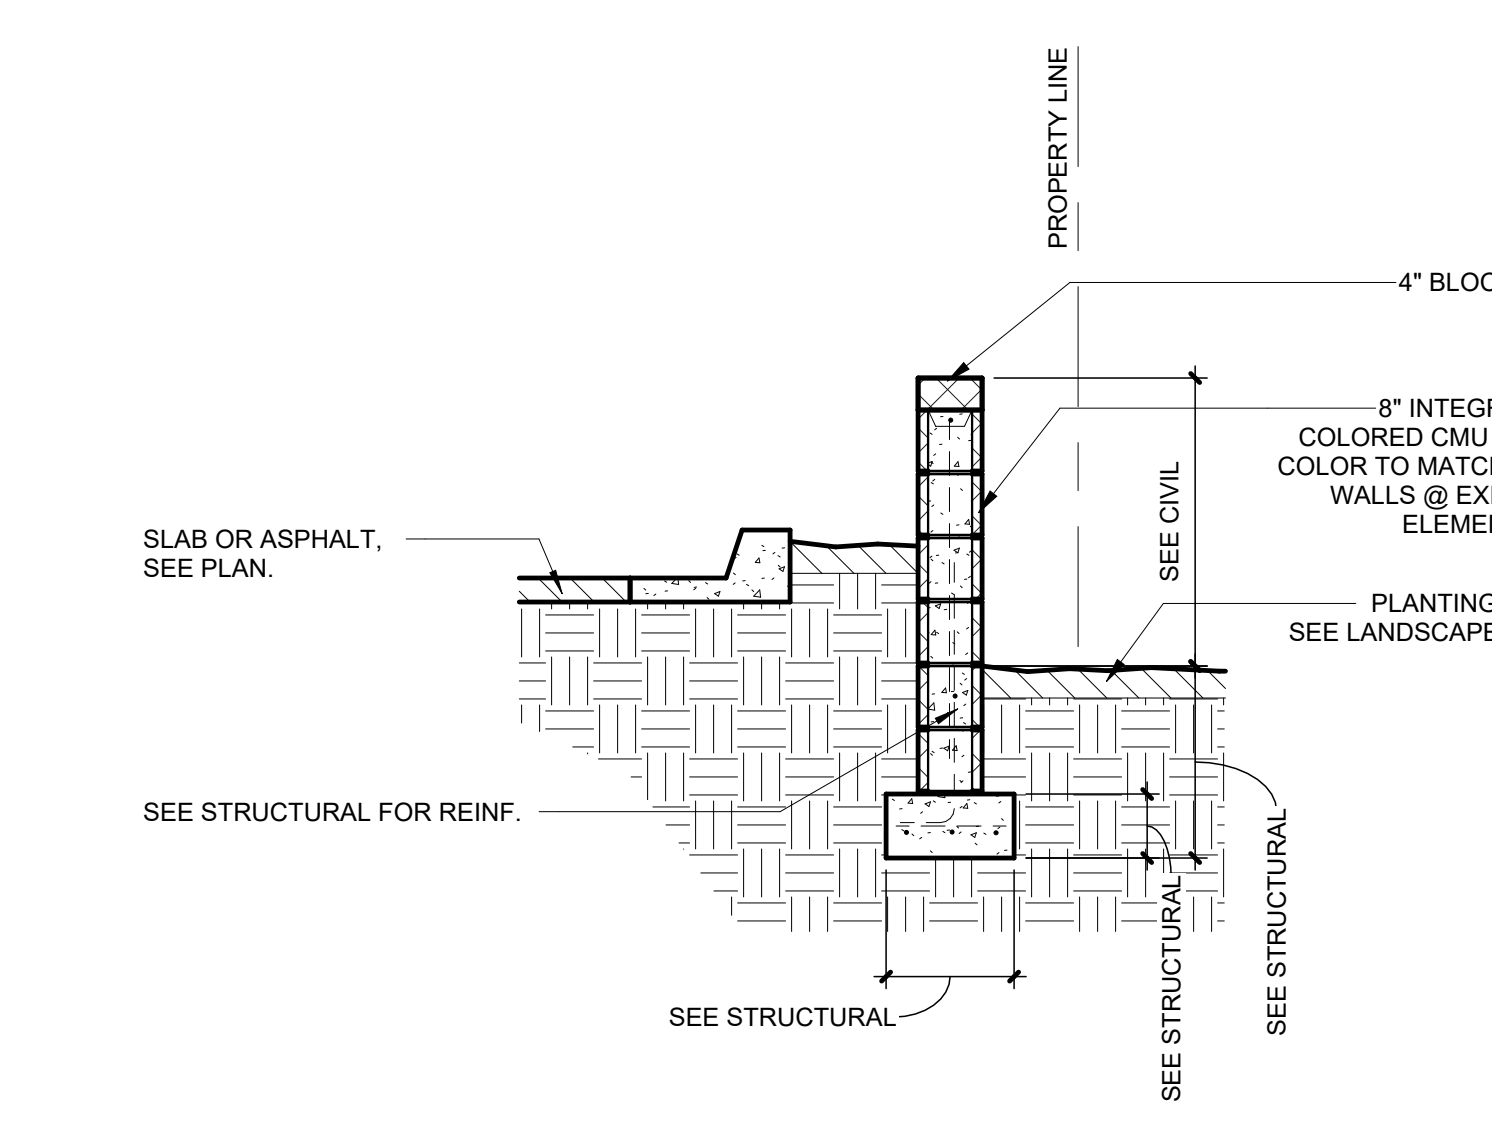 PROPERTY LINE
4" BLOC
8" INTEGR
COLORED CMU
COLOR TO MATC
WALLS @ EX
ELEME
SEE CIVIL
SLAB OR ASPHALT,
SEE PLAN.
PLANTING
SEE LANDSCAPE
SEE STRUCTURAL FOR REINF.
SEE STRUCTURAL
SEE STRUCTURAL
SEE STRUCTURAL